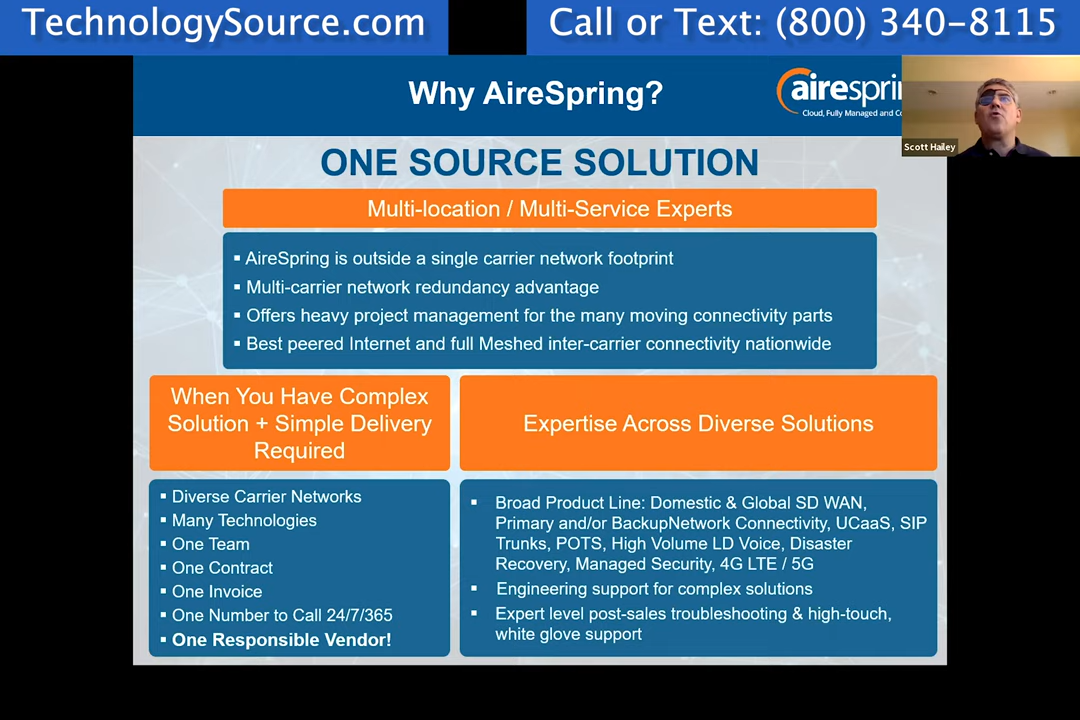 TechnologySource.com
Call or Text: (800) 340-8115
Why AireSpring?
airespri
Cloud, Fully Managed and Co
Scott Hailey
ONE SOURCE SOLUTION
Multi-location / Multi-Service Experts
▪ AireSpring is outside a single carrier network footprint
▪ Multi-carrier network redundancy advantage
▪ Offers heavy project management for the many moving connectivity parts
▪ Best peered Internet and full Meshed inter-carrier connectivity nationwide
When You Have Complex
Solution + Simple Delivery
Required
▪ Diverse Carrier Networks
▪ Many Technologies
▪ One Team
▪ One Contract
▪ One Invoice
▪ One Number to Call 24/7/365
▪ One Responsible Vendor!
Expertise Across Diverse Solutions
▪ Broad Product Line: Domestic & Global SD WAN,
Primary and/or BackupNetwork Connectivity, UCaaS, SIP
Trunks, POTS, High Volume LD Voice, Disaster
Recovery, Managed Security, 4G LTE / 5G
▪ Engineering support for complex solutions
▪ Expert level post-sales troubleshooting & high-touch,
white glove support